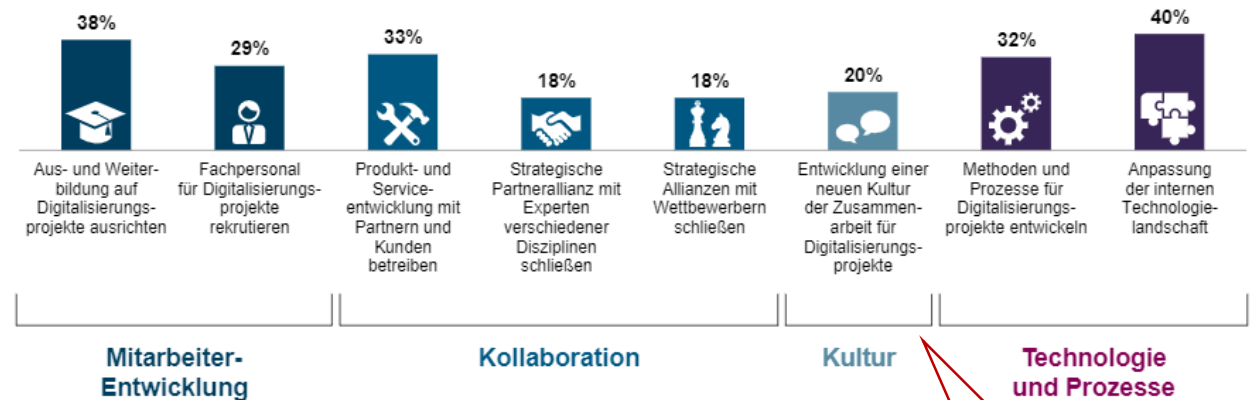 38%
29%
33%
18%
18%
20%
32%
40%
Aus- und Weiter-
bildung auf
Digitalisierungs-
projekte ausrichten
Fachpersonal
für Digitalisierungs-
projekte
rekrutieren
Produkt- und
Service-
entwicklung mit
Partnern und
Kunden
betreiben
Strategische
Partnerallianz mit
Experten
verschiedener
Disziplinen
schließen
Strategische
Allianzen mit
Wettbewerbern
schließen
Entwicklung einer
neuen Kultur
der Zusammen-
arbeit für
Digitalisierungs-
projekte
Methoden und
Prozesse für
Digitalisierungs-
projekte entwickeln
Anpassung
der internen
Technologie-
landschaft
Mitarbeiter-
Entwicklung
Kollaboration
Kultur
Technologie
und Prozesse